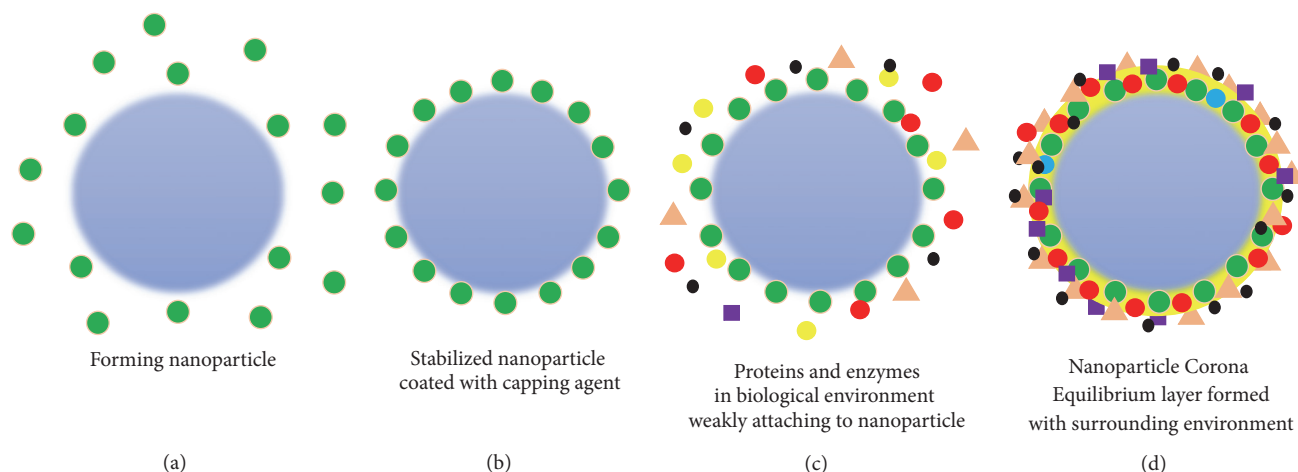 Forming nanoparticle
(a)
Stabilized nanoparticle
coated with capping agent
(b)
Proteins and enzymes
in biological environment
weakly attaching to nanoparticle
(c)
Nanoparticle Corona
Equilibrium layer formed
with surrounding environment
(d)